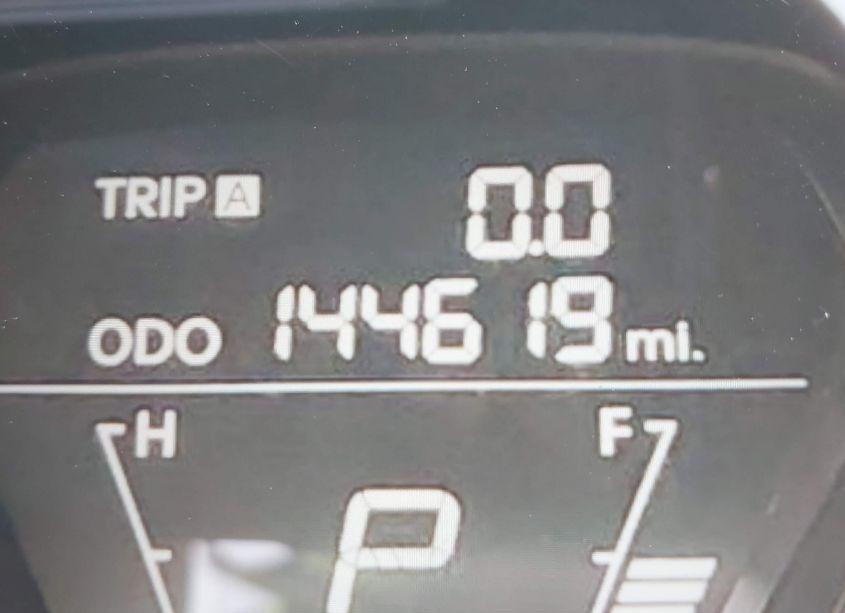 TRIP A 0.0
ODO 144619 mi.
H F
P